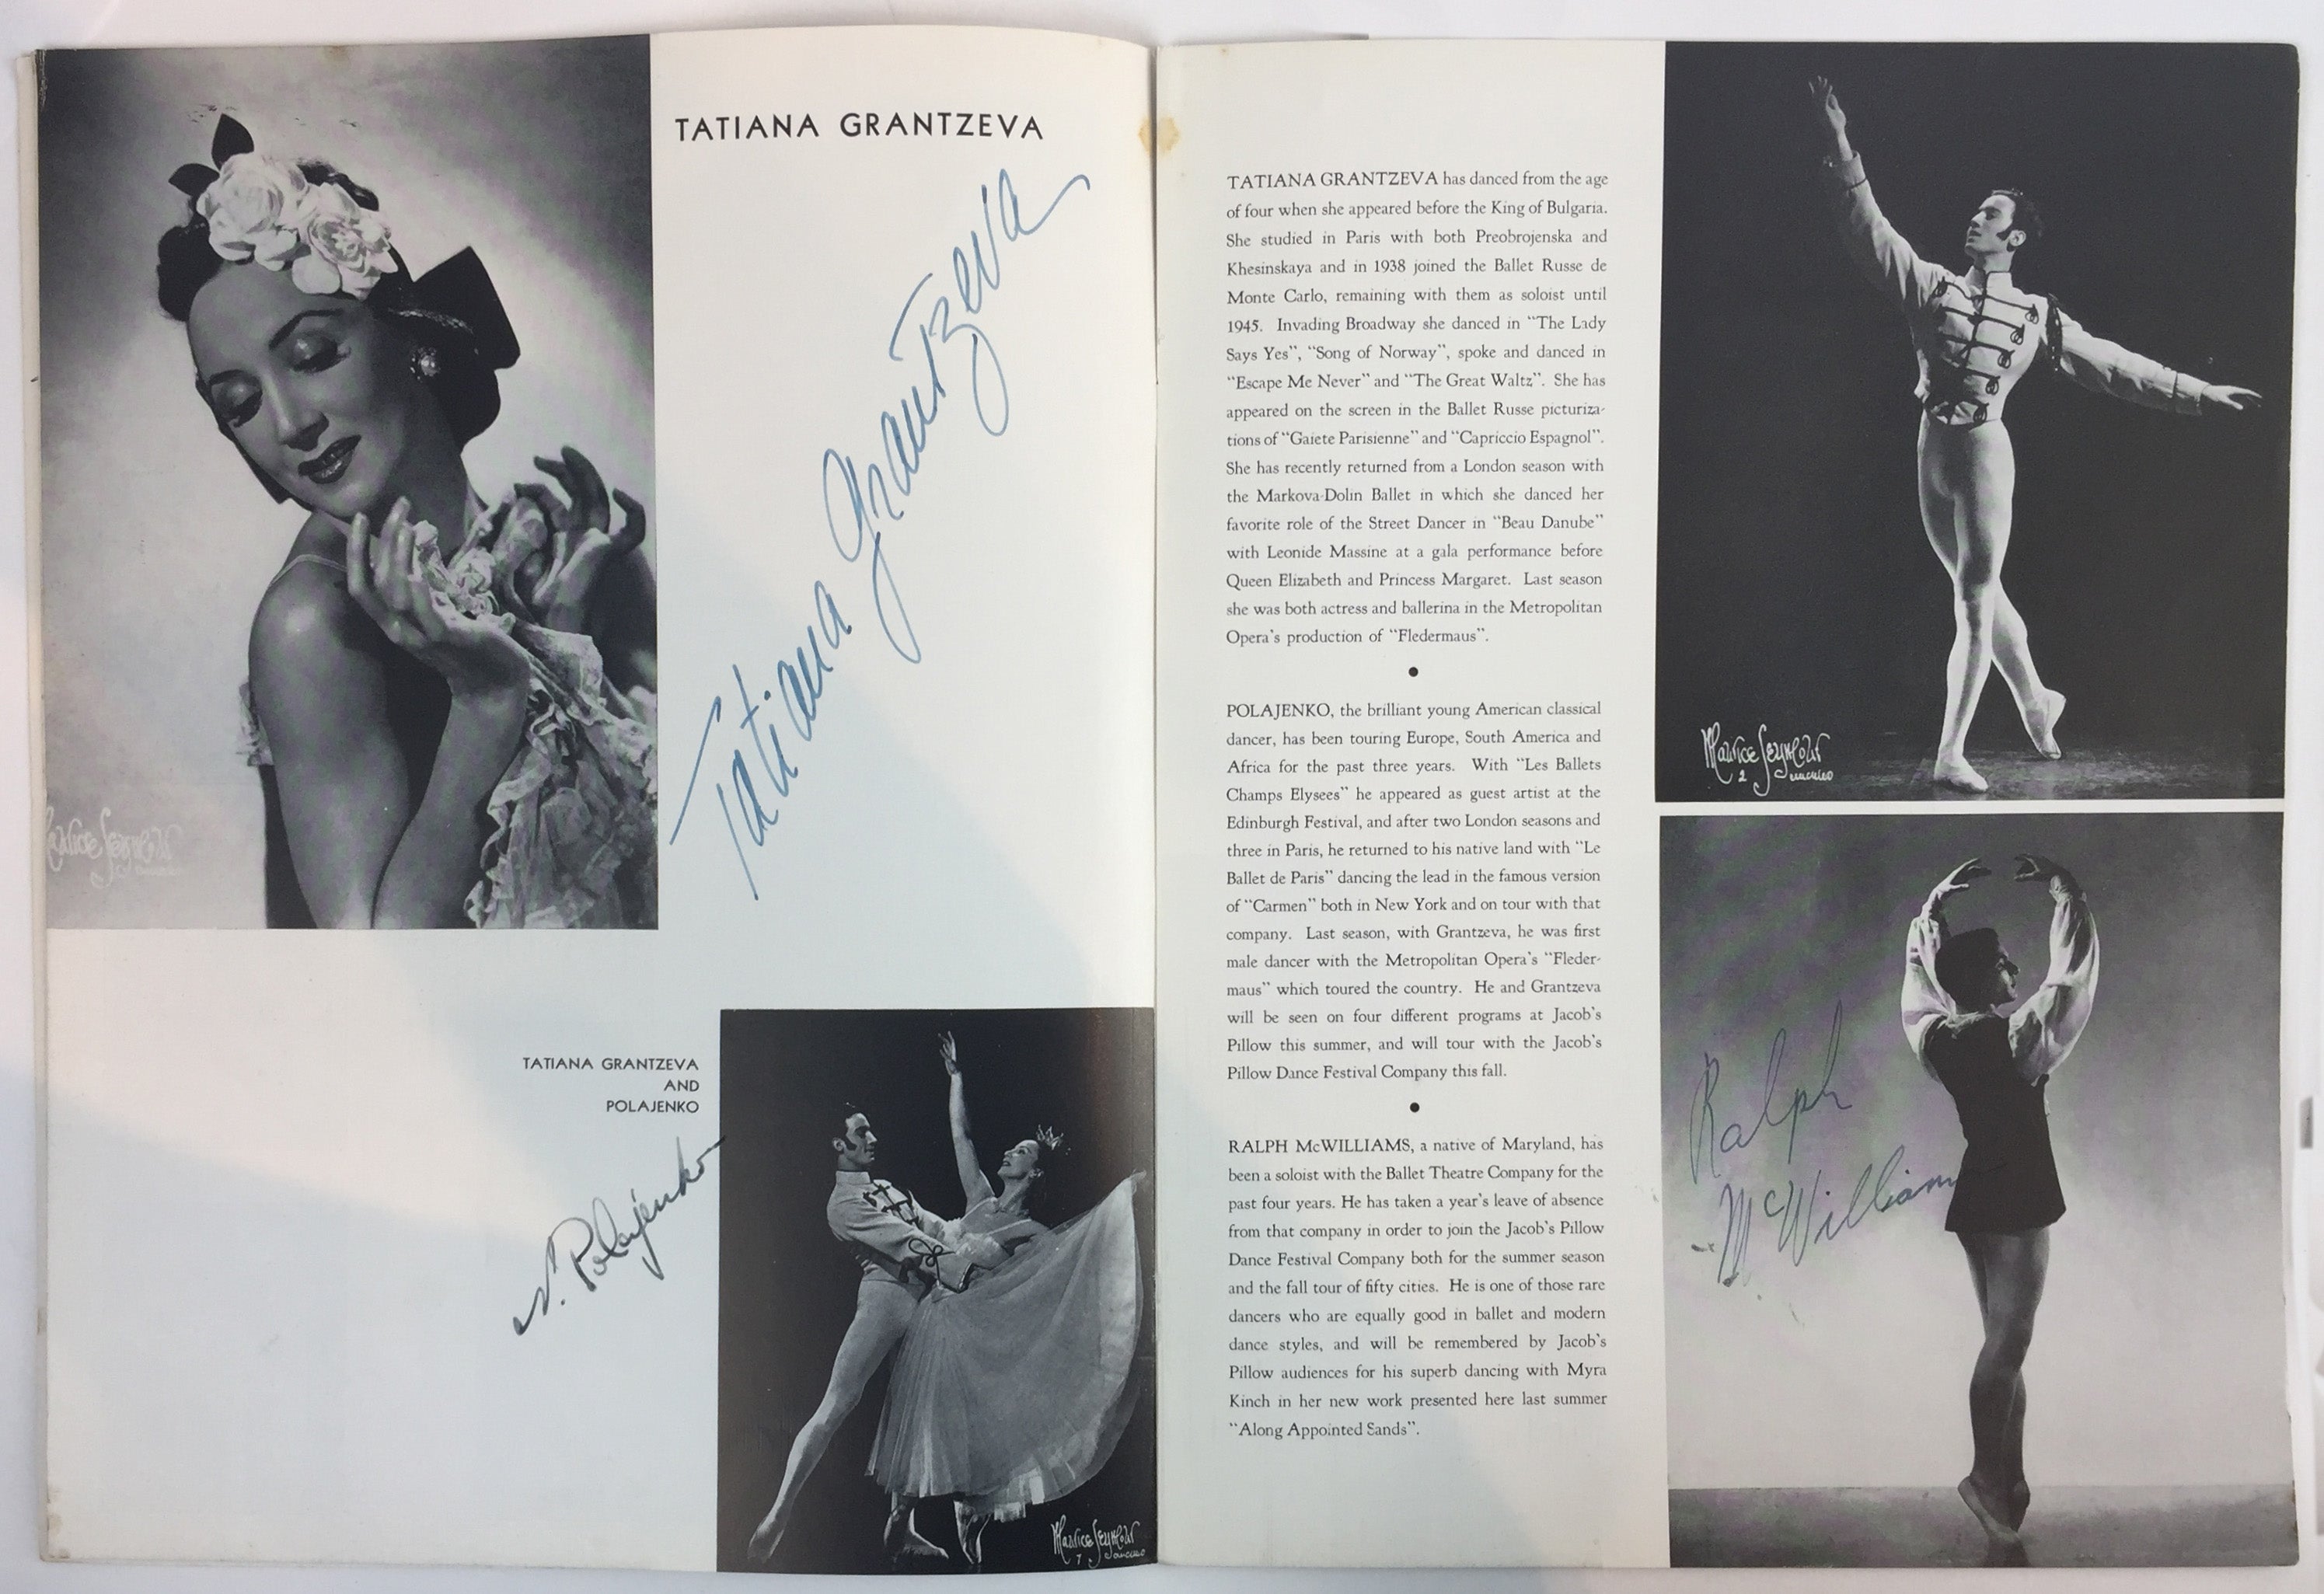 TATIANA GRANTZEVA
Tatiana Grantzeva
Maurice Seymour
TATIANA GRANTZEVA
AND
POLAJENKO
N. Polajenko
Maurice Seymour
7
TATIANA GRANTZEVA has danced from the age
of four when she appeared before the King of Bulgaria.
She studied in Paris with both Preobrojenska and
Khesinskaya and in 1938 joined the Ballet Russe de
Monte Carlo, remaining with them as soloist until
1945. Invading Broadway she danced in "The Lady
Says Yes", "Song of Norway", spoke and danced in
"Escape Me Never" and "The Great Waltz". She has
appeared on the screen in the Ballet Russe picturiza-
tions of "Gaiete Parisienne" and "Capriccio Espagnol".
She has recently returned from a London season with
the Markova-Dolin Ballet in which she danced her
favorite role of the Street Dancer in "Beau Danube"
with Leonide Massine at a gala performance before
Queen Elizabeth and Princess Margaret. Last season
she was both actress and ballerina in the Metropolitan
Opera's production of "Fledermaus".
●
POLAJENKO, the brilliant young American classical
dancer, has been touring Europe, South America and
Africa for the past three years. With "Les Ballets
Champs Elysees" he appeared as guest artist at the
Edinburgh Festival, and after two London seasons and
three in Paris, he returned to his native land with "Le
Ballet de Paris" dancing the lead in the famous version
of "Carmen" both in New York and on tour with that
company. Last season, with Grantzeva, he was first
male dancer with the Metropolitan Opera's "Fleder-
maus" which toured the country. He and Grantzeva
will be seen on four different programs at Jacob's
Pillow this summer, and will tour with the Jacob's
Pillow Dance Festival Company this fall.
●
RALPH McWILLIAMS, a native of Maryland, has
been a soloist with the Ballet Theatre Company for the
past four years. He has taken a year's leave of absence
from that company in order to join the Jacob's Pillow
Dance Festival Company both for the summer season
and the fall tour of fifty cities. He is one of those rare
dancers who are equally good in ballet and modern
dance styles, and will be remembered by Jacob's
Pillow audiences for his superb dancing with Myra
Kinch in her new work presented here last summer
"Along Appointed Sands".
Maurice Seymour
2
Ralph
McWilliams